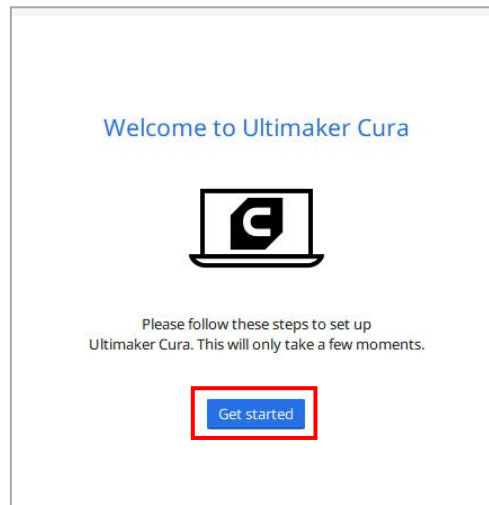 Welcome to Ultimaker Cura
Please follow these steps to set up
Ultimaker Cura. This will only take a few moments.
Get started